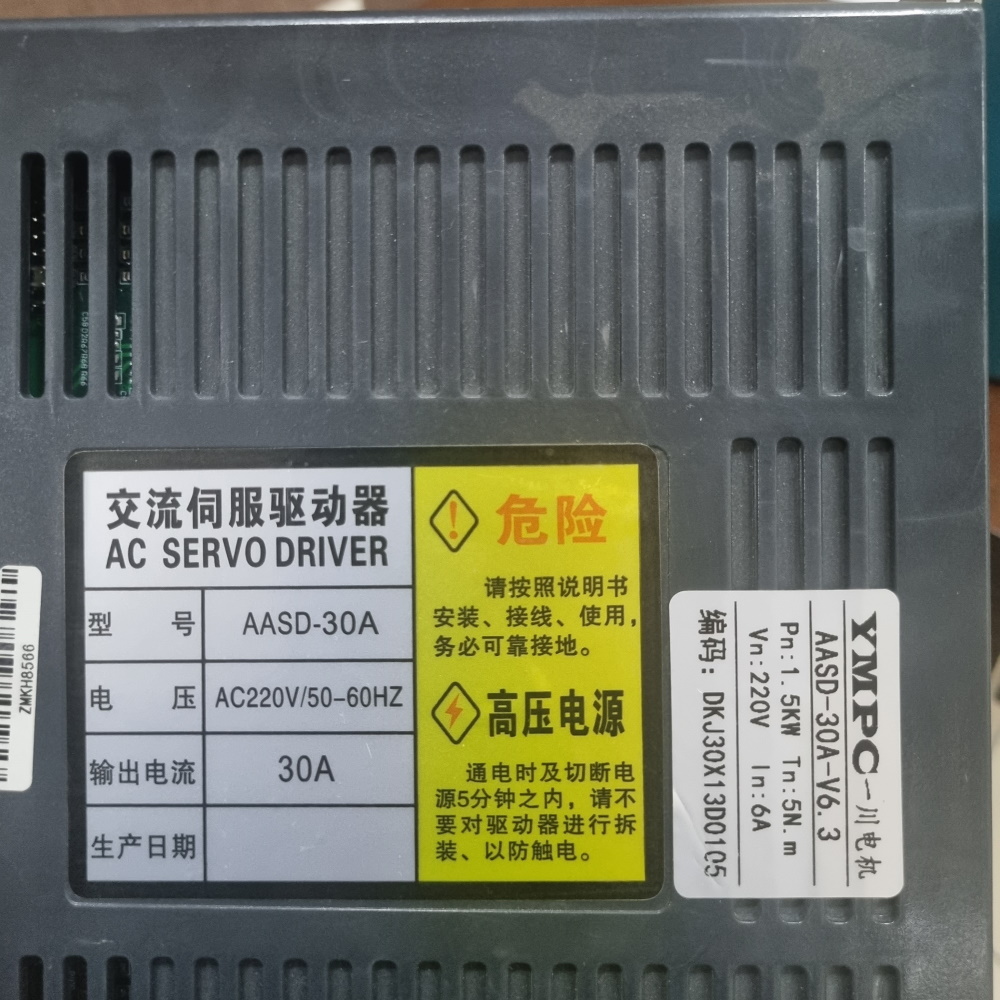 交流伺服驱动器
AC SERVO DRIVER
型 号 AASD-30A
电 压 AC220V/50-60HZ
输出电流 30A
生产日期
危险
请按照说明书
安装、接线、使用，
务必可靠接地。
高压电源
通电时及切断电
源5分钟之内，请不
要对驱动器进行拆
装、以防触电。
YMPC一川电机
AASD-30A-V6.3
Pn:1.5KW Tn:5N.m
Vn:220V In:6A
编码：DKJ30X13D0105
ZMKH8566